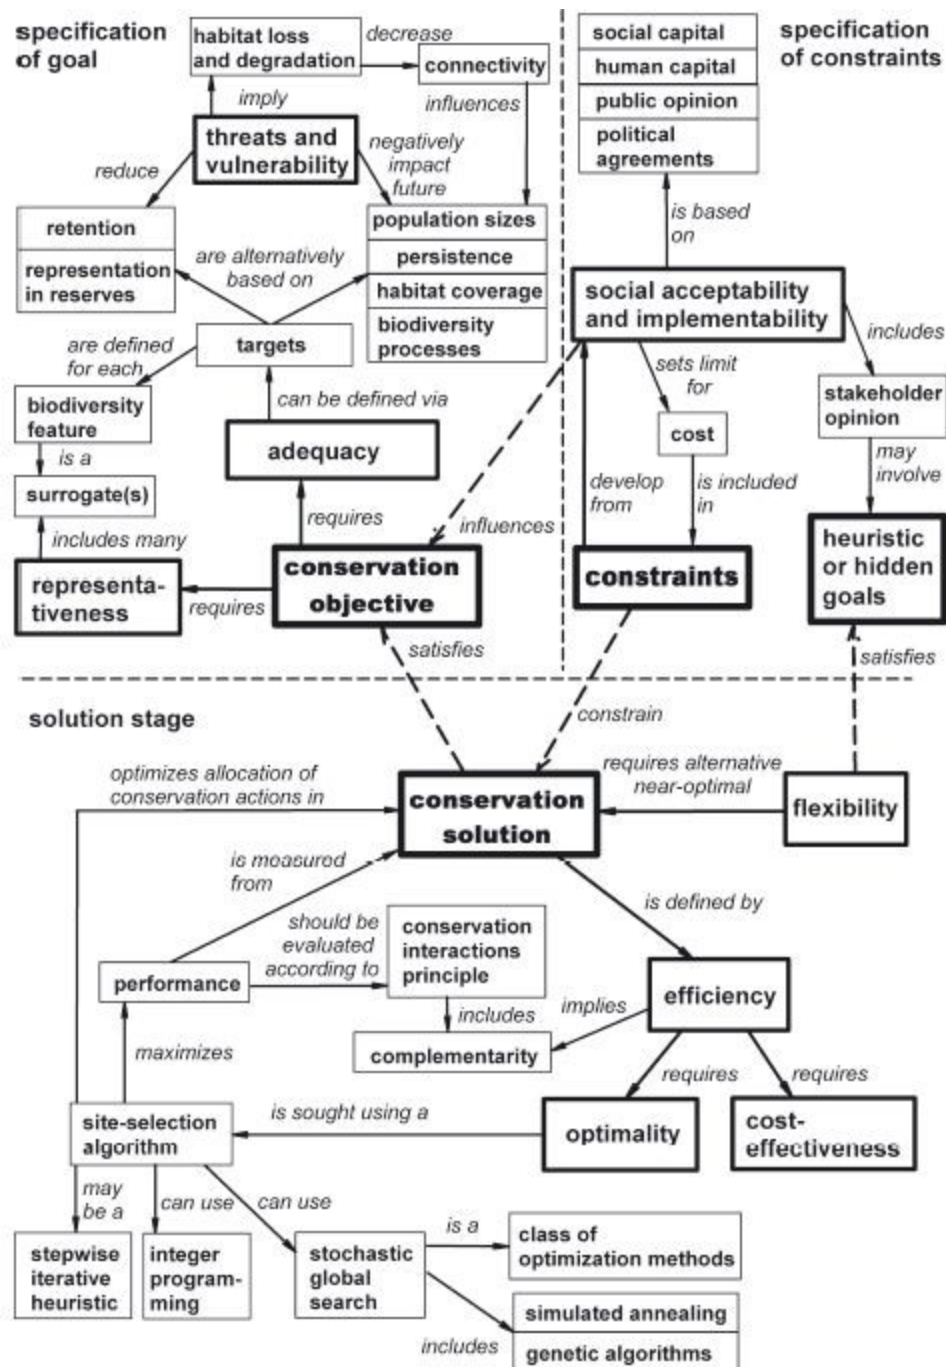 specification
of goal
habitat loss
and degradation
decrease
connectivity
imply
influences
threats and
vulnerability
negatively
impact
future
reduce
retention
representation
in reserves
are alternatively
based on
population sizes
persistence
habitat coverage
biodiversity
processes
targets
are defined
for each
biodiversity
feature
can be defined via
adequacy
is a
surrogate(s)
includes many
requires
representa-
tiveness
requires
conservation
objective
influences
satisfies
specification
of constraints
social capital
human capital
public opinion
political
agreements
is based
on
social acceptability
and implementability
includes
sets limit
for
stakeholder
opinion
cost
may
involve
develop
from
is included
in
constraints
heuristic
or hidden
goals
satisfies
constrain
solution stage
optimizes allocation of
conservation actions in
conservation
solution
requires alternative
near-optimal
flexibility
is measured
from
is defined by
should be
evaluated
according to
conservation
interactions
principle
performance
efficiency
implies
includes
complementarity
maximizes
requires
requires
site-selection
algorithm
is sought using a
optimality
cost-
effectiveness
may
be a
can use
can use
stepwise
iterative
heuristic
integer
program-
ming
stochastic
global
search
is a
class of
optimization methods
includes
simulated annealing
genetic algorithms